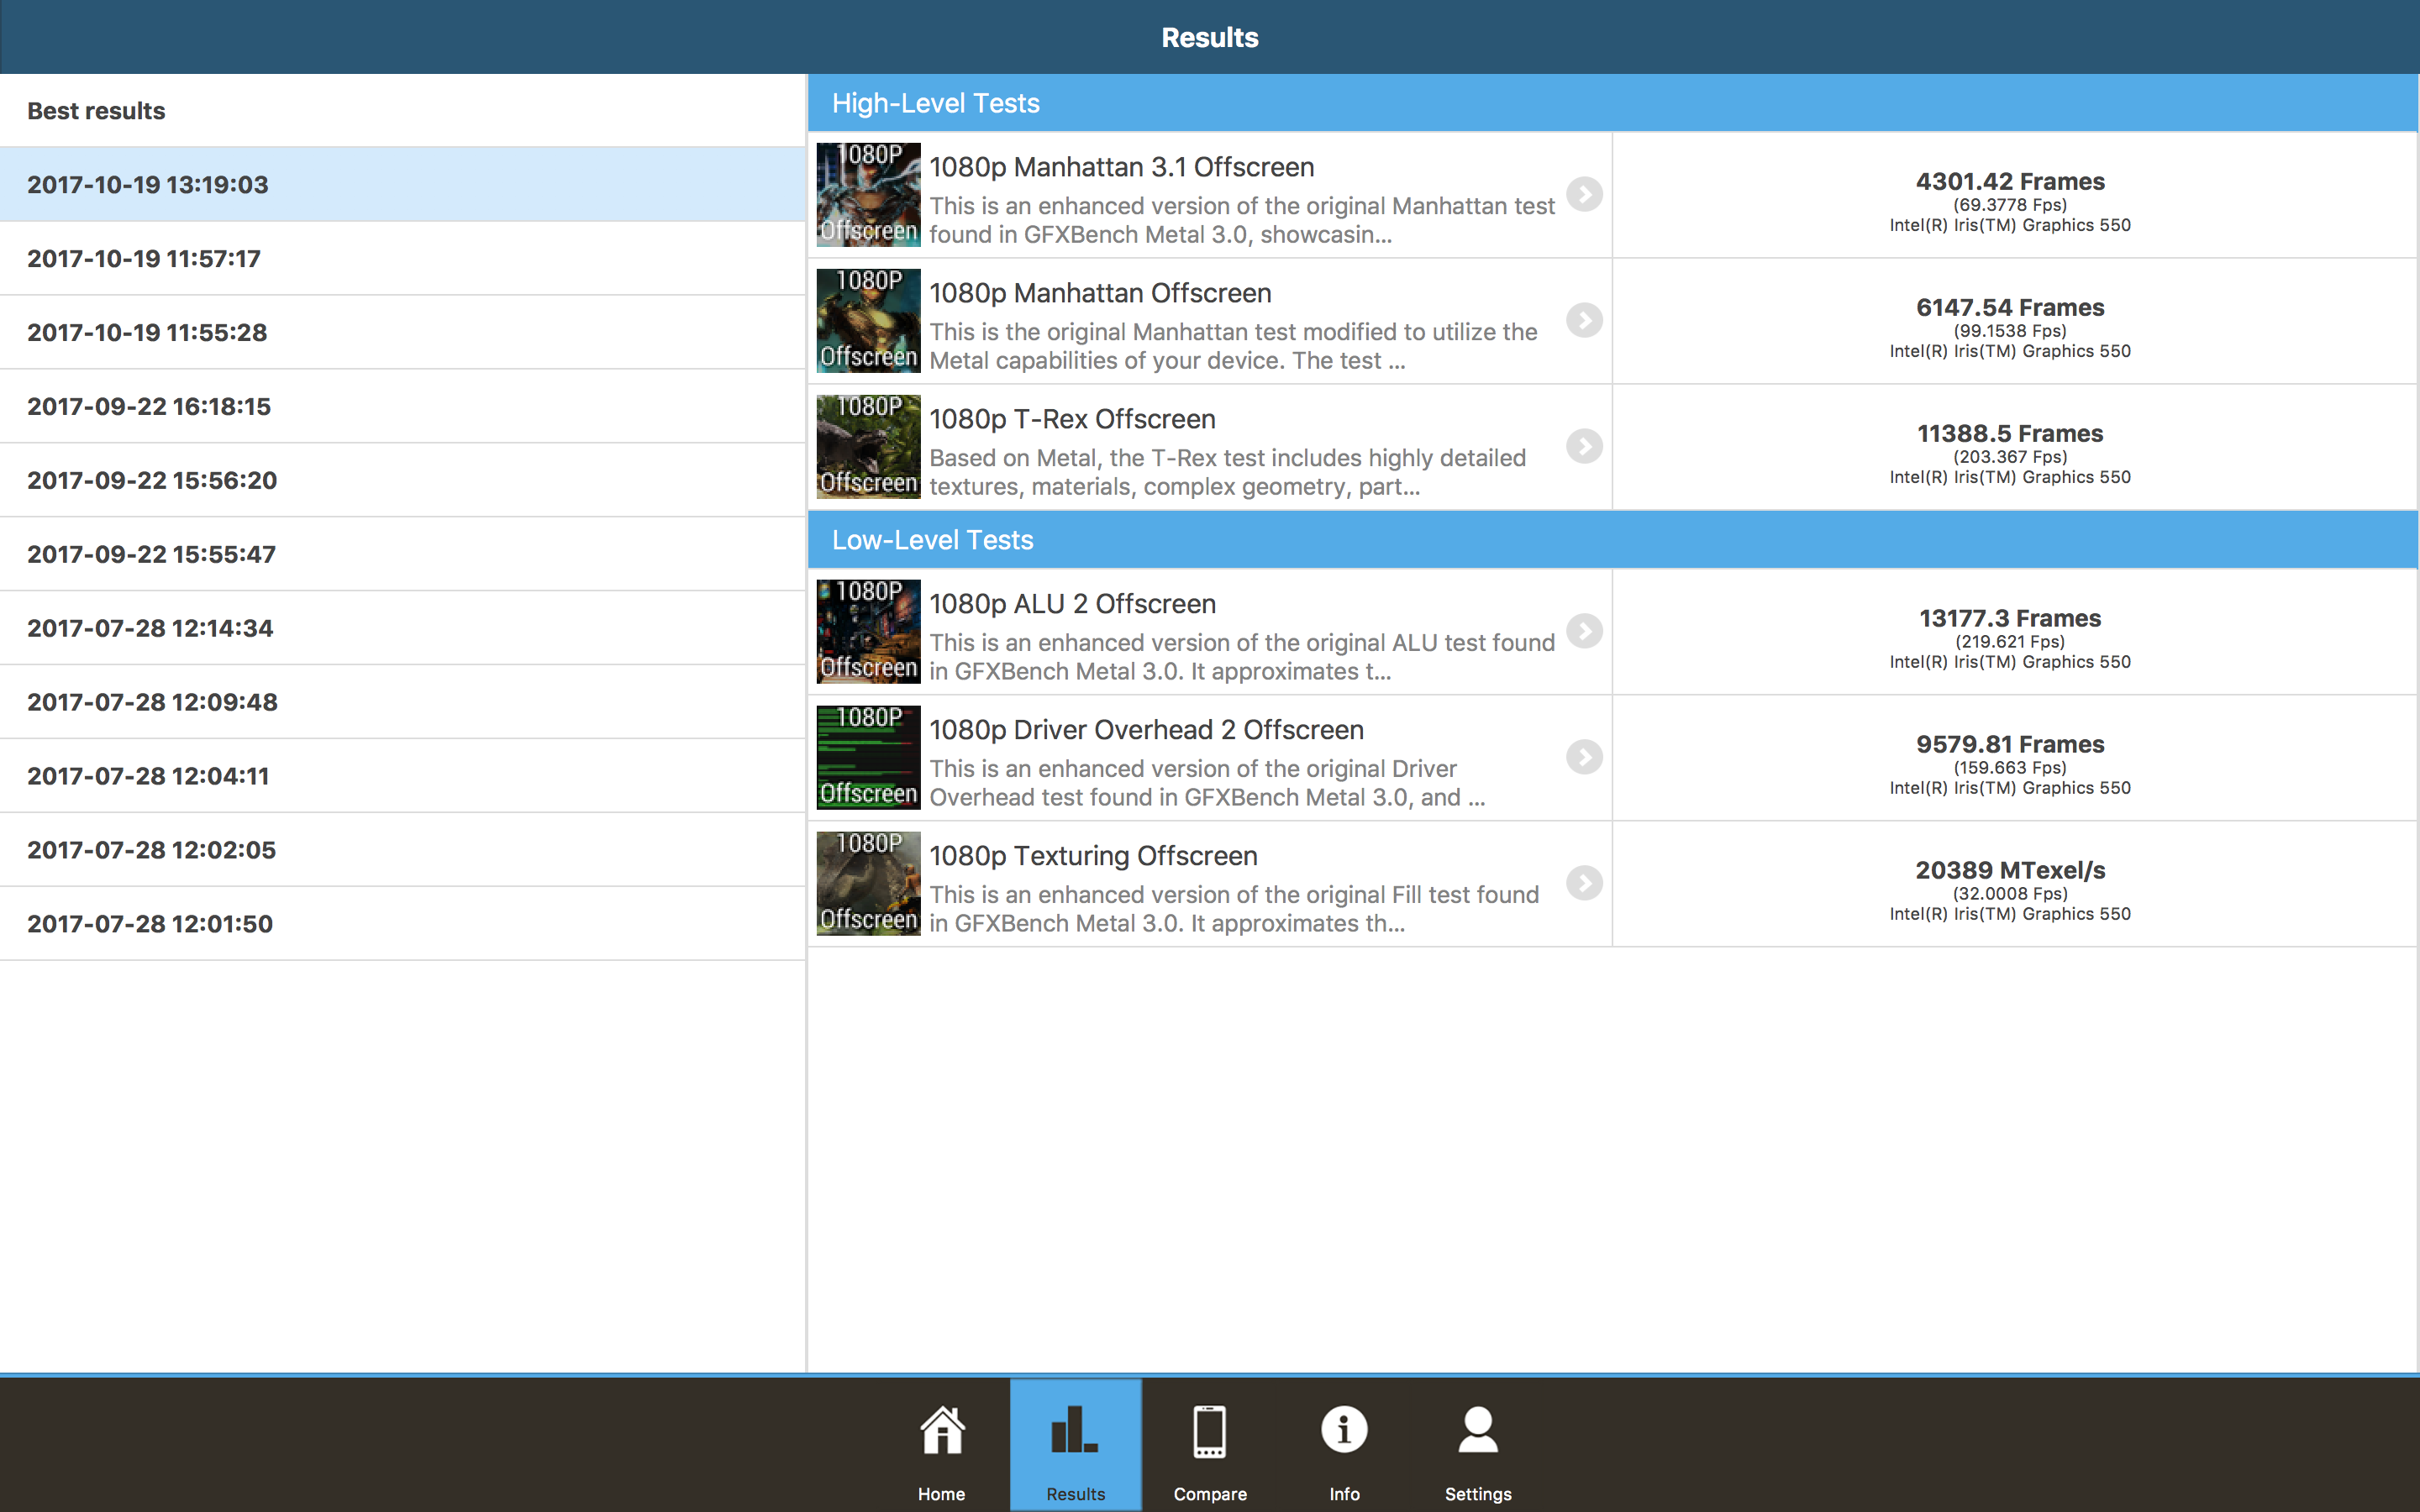 Results
Best results
2017-10-19 13:19:03
2017-10-19 11:57:17
2017-10-19 11:55:28
2017-09-22 16:18:15
2017-09-22 15:56:20
2017-09-22 15:55:47
2017-07-28 12:14:34
2017-07-28 12:09:48
2017-07-28 12:04:11
2017-07-28 12:02:05
2017-07-28 12:01:50
High-Level Tests
1080P
Offscreen
1080p Manhattan 3.1 Offscreen
This is an enhanced version of the original Manhattan test
found in GFXBench Metal 3.0, showcasin...
4301.42 Frames
(69.3778 Fps)
Intel(R) Iris(TM) Graphics 550
1080P
Offscreen
1080p Manhattan Offscreen
This is the original Manhattan test modified to utilize the
Metal capabilities of your device. The test ...
6147.54 Frames
(99.1538 Fps)
Intel(R) Iris(TM) Graphics 550
1080P
Offscreen
1080p T-Rex Offscreen
Based on Metal, the T-Rex test includes highly detailed
textures, materials, complex geometry, part...
11388.5 Frames
(203.367 Fps)
Intel(R) Iris(TM) Graphics 550
Low-Level Tests
1080P
Offscreen
1080p ALU 2 Offscreen
This is an enhanced version of the original ALU test found
in GFXBench Metal 3.0. It approximates t...
13177.3 Frames
(219.621 Fps)
Intel(R) Iris(TM) Graphics 550
1080P
Offscreen
1080p Driver Overhead 2 Offscreen
This is an enhanced version of the original Driver
Overhead test found in GFXBench Metal 3.0, and ...
9579.81 Frames
(159.663 Fps)
Intel(R) Iris(TM) Graphics 550
1080P
Offscreen
1080p Texturing Offscreen
This is an enhanced version of the original Fill test found
in GFXBench Metal 3.0. It approximates th...
20389 MTexel/s
(32.0008 Fps)
Intel(R) Iris(TM) Graphics 550
Home
Results
Compare
Info
Settings